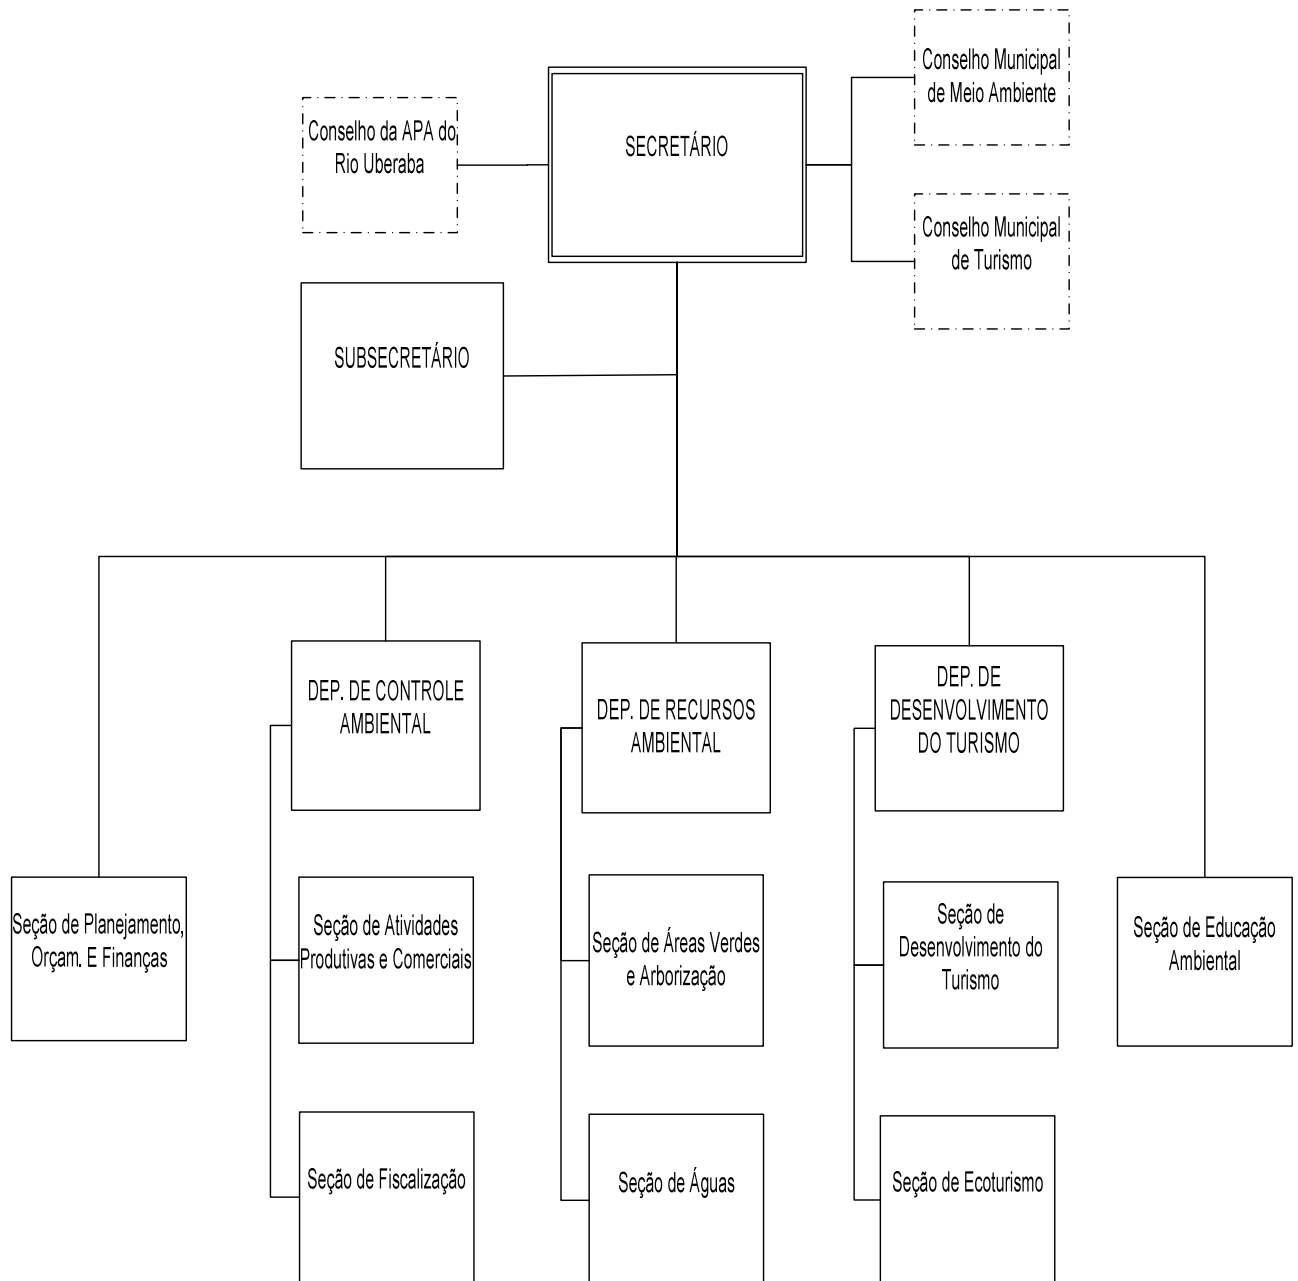 Conselho Municipal
de Meio Ambiente
Conselho da APA do
Rio Uberaba
SECRETÁRIO
Conselho Municipal
de Turismo
SUBSECRETÁRIO
DEP. DE CONTROLE
AMBIENTAL
DEP. DE RECURSOS
AMBIENTAL
DEP. DE
DESENVOLVIMENTO
DO TURISMO
Seção de Planejamento,
Orçam. E Finanças
Seção de Atividades
Produtivas e Comerciais
Seção de Áreas Verdes
e Arborização
Seção de
Desenvolvimento do
Turismo
Seção de Educação
Ambiental
Seção de Fiscalização
Seção de Águas
Seção de Ecoturismo